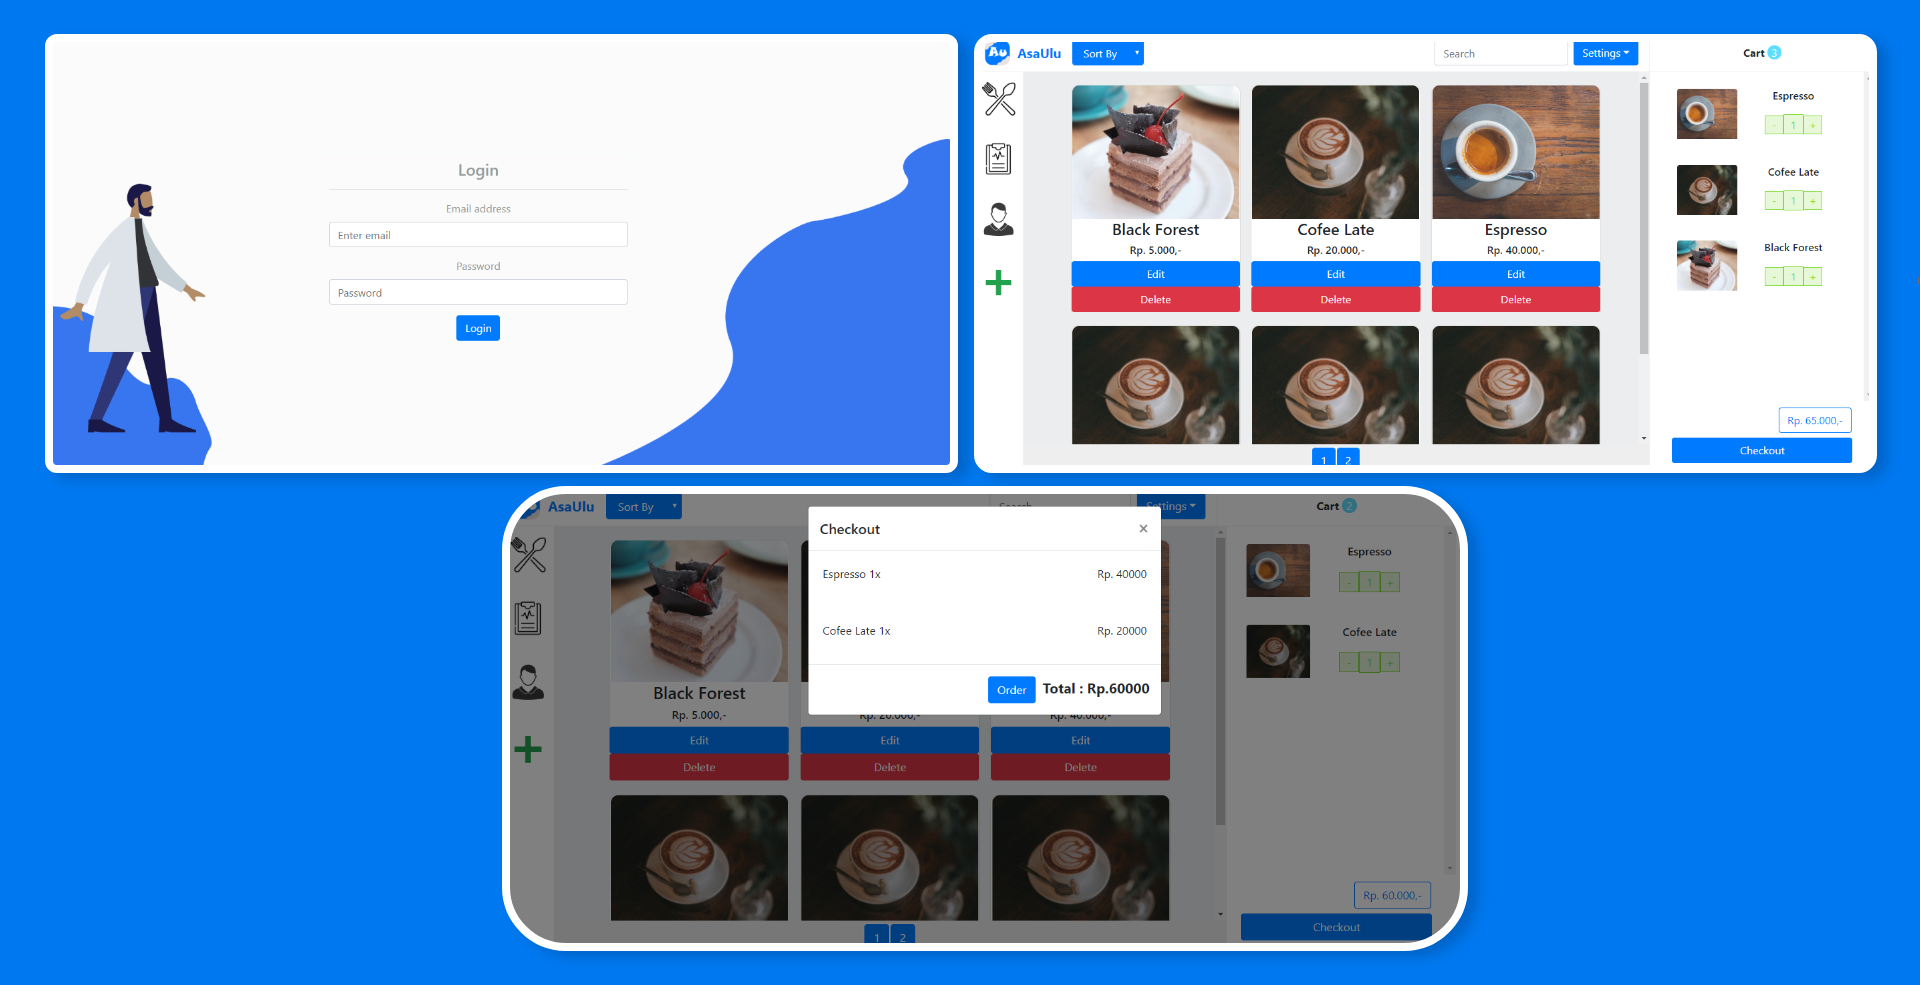 Login
Email address
Enter email
Password
Password
Login
Au AsaUlu Sort By Search Settings Cart 3
Black Forest
Rp. 5.000,-
Edit
Delete
Cofee Late
Rp. 20.000,-
Edit
Delete
Espresso
Rp. 40.000,-
Edit
Delete
1 2
Espresso
- 1 +
Cofee Late
- 1 +
Black Forest
- 1 +
Rp. 65.000,-
Checkout
AsaUlu Sort By Search Settings Cart 2
Checkout ×
Espresso 1x Rp. 40000
Cofee Late 1x Rp. 20000
Order Total : Rp.60000
Black Forest
Rp. 5.000,- Rp. 20.000,- Rp. 40.000,-
Edit Edit Edit
Delete Delete Delete
1 2
Espresso
- 1 +
Cofee Late
- 1 +
Rp. 60.000,-
Checkout